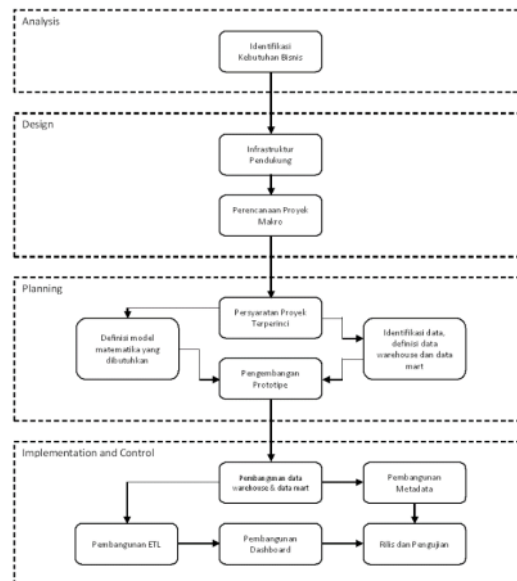 Analysis
Identifikasi
Kebutuhan Bisnis
Design
Infrastruktur
Pendukung
Perencanaan Proyek
Makro
Planning
Persyaratan Proyek
Terperinci
Definisi model
matematika yang
dibutuhkan
Identifikasi data,
definisi data
warehouse dan data
mart
Pengembangan
Prototipe
Implementation and Control
Pembangunan data
warehouse & data mart
Pembangunan
Metadata
Pembangunan ETL
Pembangunan
Dashboard
Rilis dan Pengujian